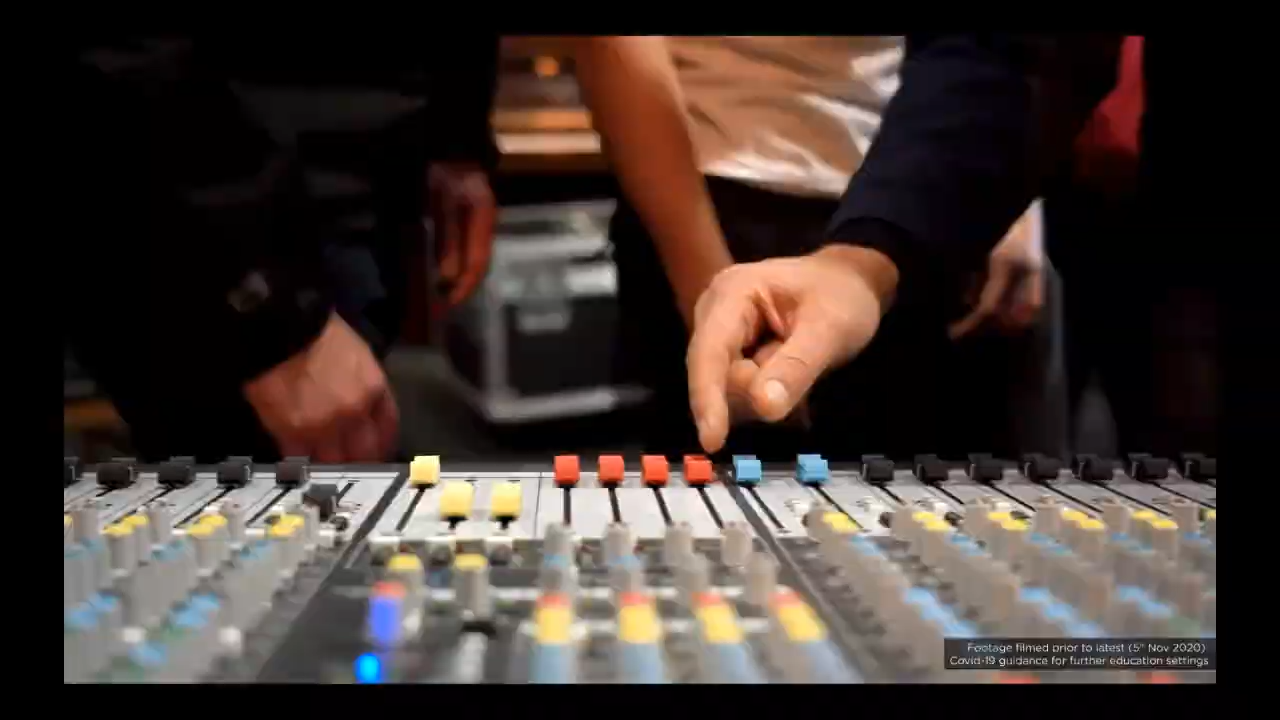 Footage filmed prior to latest (5th Nov 2020)
Covid-19 guidance for further education settings